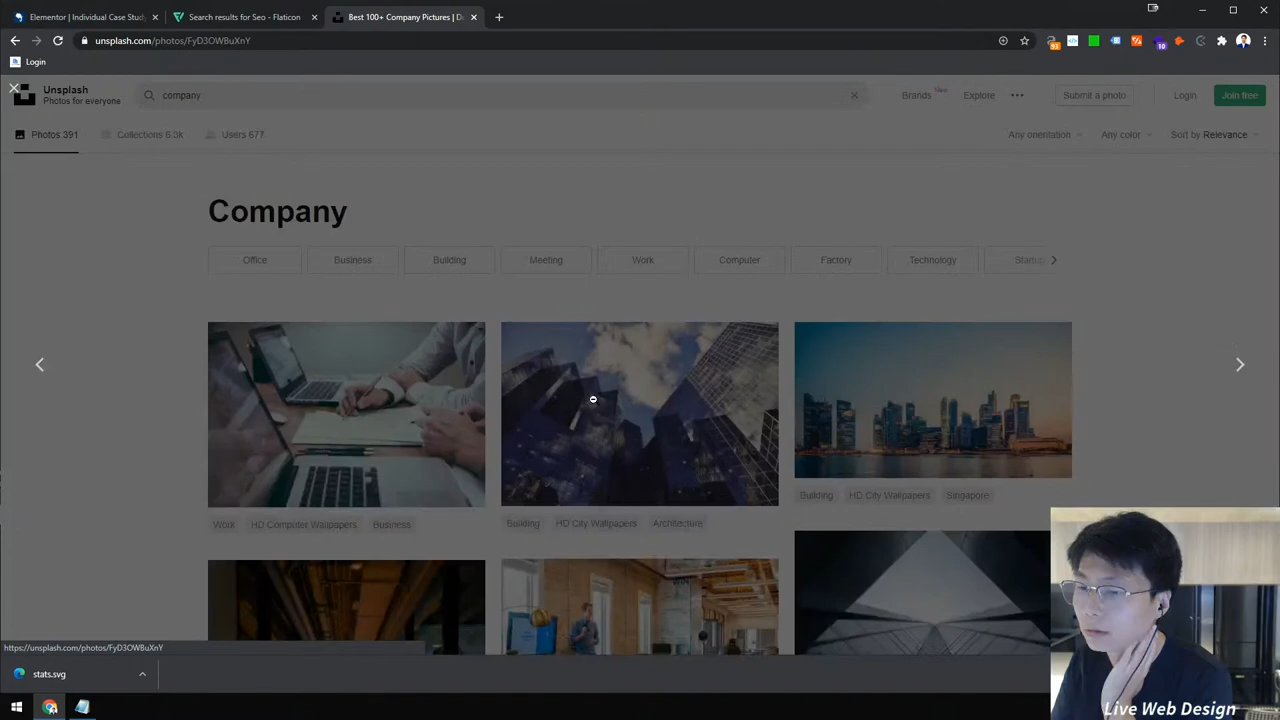 Elementor | Individual Case Stud
Search results for Seo - Flaticon
Best 100+ Company Pictures | Do
unsplash.com/photos/FyD3OWBuXnY
93
10
Login
Unsplash
Photos for everyone
company
Brands New
Explore
Submit a photo
Login
Join free
Photos 391
Collections 6.3k
Users 677
Any orientation
Any color
Sort by Relevance
Company
Office
Business
Building
Meeting
Work
Computer
Factory
Technology
Startup
Building
HD City Wallpapers
Singapore
Work
HD Computer Wallpapers
Business
Building
HD City Wallpapers
Architecture
https://unsplash.com/photos/FyD3OWBuXnY
stats.svg
Live Web Design